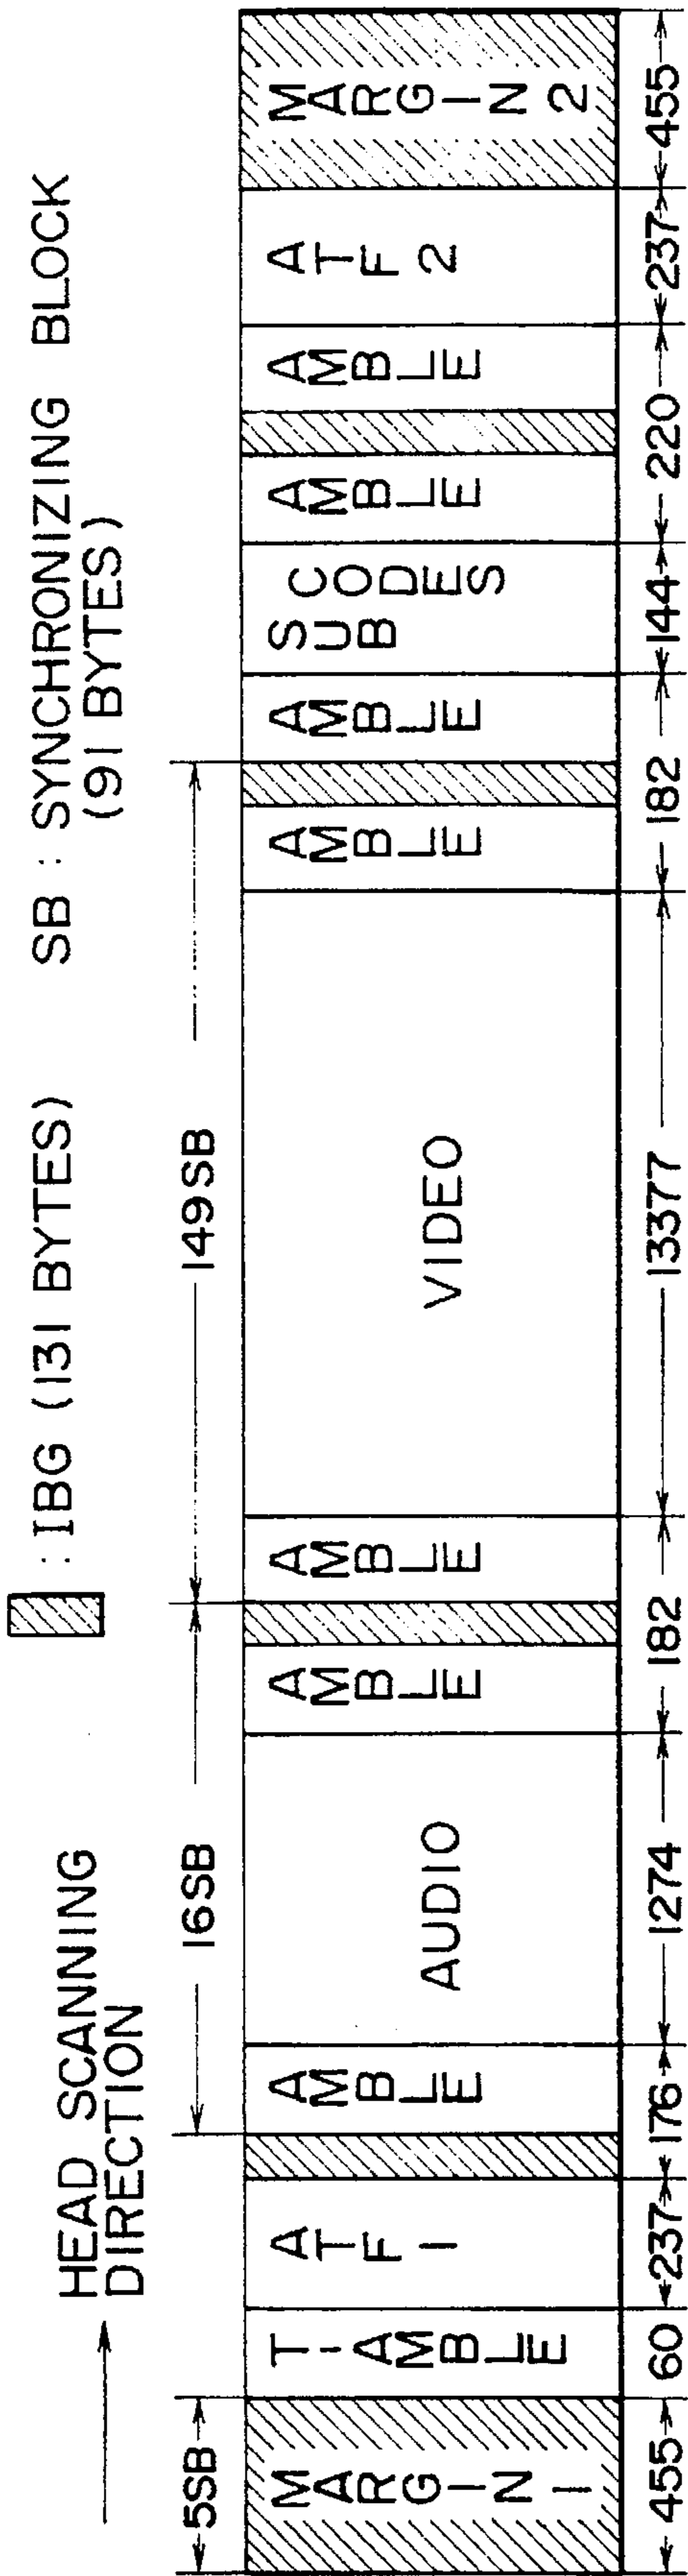 HEAD SCANNING
DIRECTION
: IBG (131 BYTES)
SB : SYNCHRONIZING BLOCK
(91 BYTES)
5SB
16SB
149SB
MARGIN 1
T-AMBLE
ATF 1
AMBLE
AUDIO
AMBLE
AMBLE
VIDEO
AMBLE
AMBLE
SUB
CODES
AMBLE
AMBLE
ATF 2
MARGIN 2
455
60
237
176
1274
182
13377
182
144
220
237
455